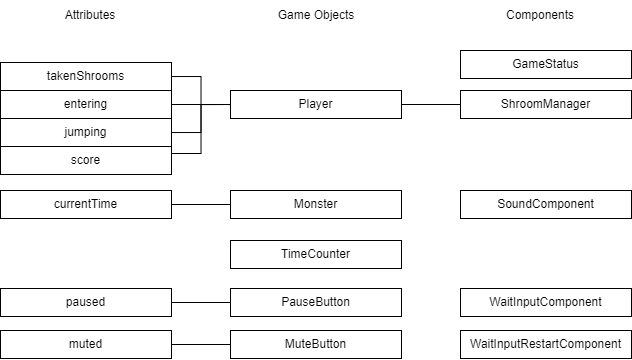 Attributes
Game Objects
Components
GameStatus
takenShrooms
entering
Player
ShroomManager
jumping
score
currentTime
Monster
SoundComponent
TimeCounter
paused
PauseButton
WaitInputComponent
muted
MuteButton
WaitInputRestartComponent